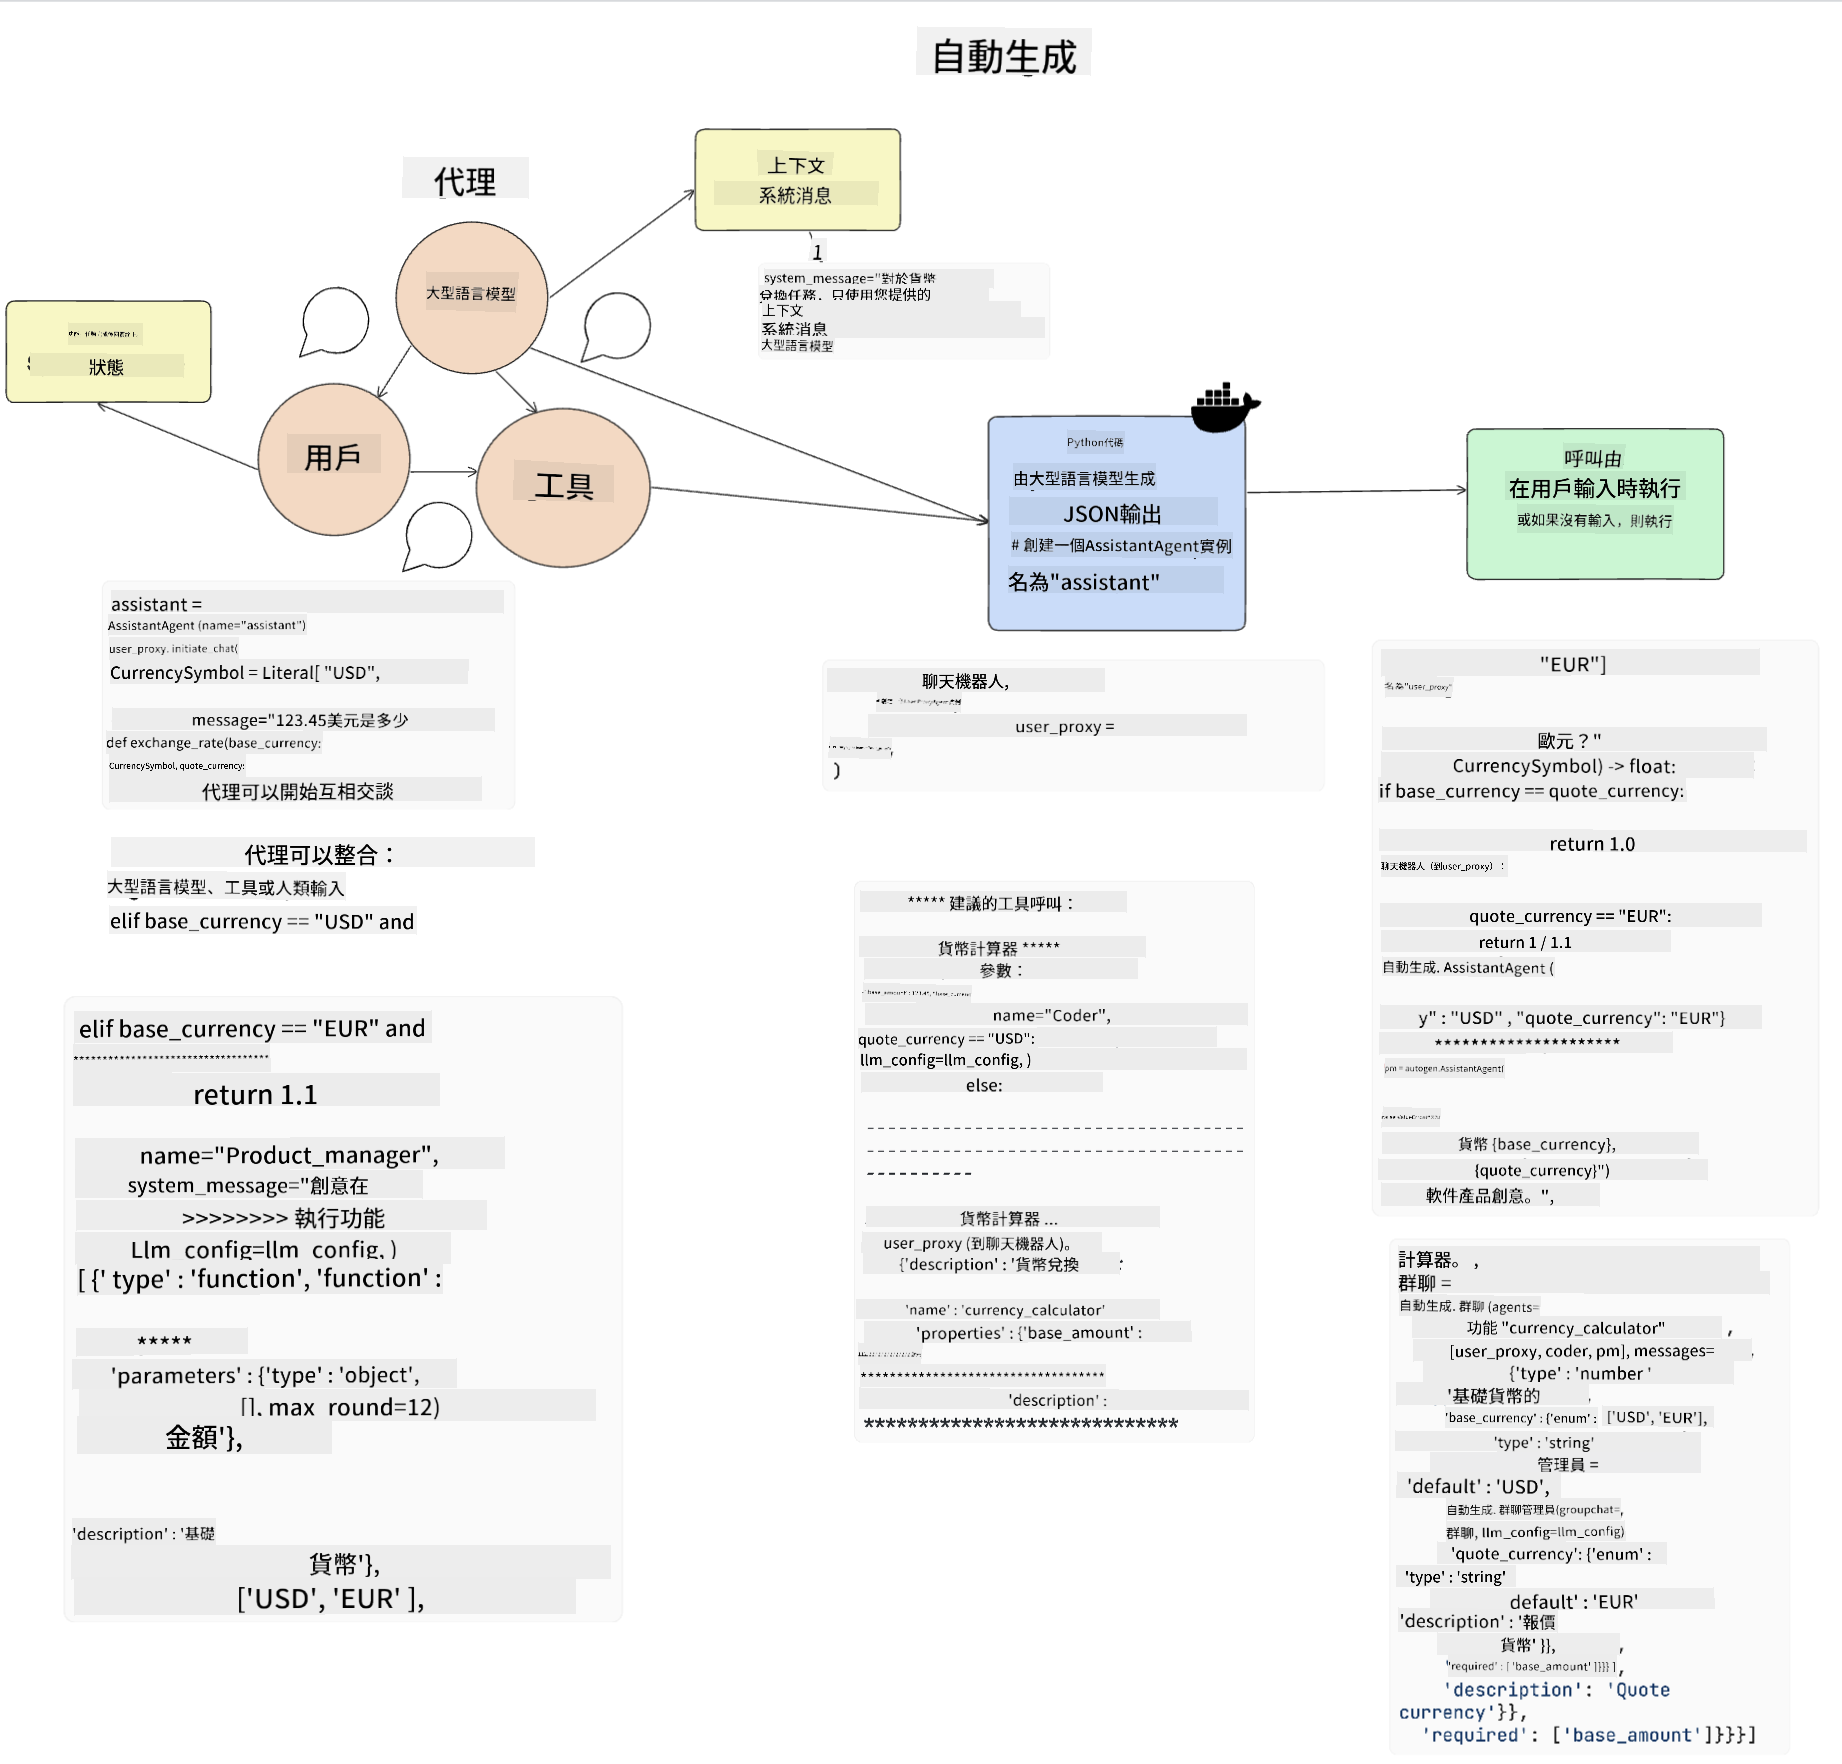 自動生成
代理
上下文
系統消息
1
system_message="對於貨幣
兌換任務，只使用您提供的
上下文
系統消息
大型語言模型
大型語言模型
狀態
用戶
工具
Python代碼
由大型語言模型生成
JSON輸出
# 創建一個AssistantAgent實例
名為"assistant"
呼叫由
在用戶輸入時執行
或如果沒有輸入，則執行
assistant =
AssistantAgent (name="assistant")
user_proxy. initiate_chat(
CurrencySymbol = Literal[ "USD",
message="123.45美元是多少
def exchange_rate(base_currency:
CurrencySymbol, quote_currency:
代理可以開始互相交談
代理可以整合：
大型語言模型、工具或人類輸入
elif base_currency == "USD" and
elif base_currency == "EUR" and
**********************************
return 1.1
name="Product_manager",
system_message="創意在
>>>>>>>> 執行功能
Llm_config=llm_config, )
[ {' type' : 'function', 'function' :
*****
'parameters' : {'type' : 'object',
[], max_round=12)
金額'},
'description' : '基礎
貨幣'},
['USD', 'EUR' ],
聊天機器人,
user_proxy =
)
***** 建議的工具呼叫：
貨幣計算器 *****
參數：
name="Coder",
quote_currency == "USD":
llm_config=llm_config, )
else:
- - - - - - - - - - - - - - - - - - - - - - - - - - - - - - - - - - -
- - - - - - - - - - - - - - - - - - - - - - - - - - - - - - - - - - -
- - - - - - - - - -
貨幣計算器 ...
user_proxy (到聊天機器人)。
{'description' : '貨幣兌換
'name' : 'currency_calculator'
'properties' : {'base_amount' :
***********************************
'description' :
*****************************
"EUR"]
名為"user_proxy"
歐元？"
CurrencySymbol) -> float:
if base_currency == quote_currency:
return 1.0
聊天機器人（到user_proxy）：
quote_currency == "EUR":
return 1 / 1.1
自動生成. AssistantAgent (
y" : "USD" , "quote_currency": "EUR"}
*********************
pm = autogen.AssistantAgent(
貨幣 {base_currency},
{quote_currency}")
軟件產品創意。",
計算器。 ,
群聊 =
自動生成. 群聊 (agents=
功能 "currency_calculator" ,
[user_proxy, coder, pm], messages= ,
{'type' : 'number '
'基礎貨幣的
'base_currency' : {'enum' : ['USD', 'EUR'],
'type' : 'string'
管理員 =
'default' : 'USD',
自動生成. 群聊管理員(groupchat=,
群聊, llm_config=llm_config)
'quote_currency': {'enum' :
'type' : 'string'
default' : 'EUR'
'description' : '報價
貨幣' }}, ,
"required' : [ 'base_amount' ]}}} ] ,
'description': 'Quote
currency'}},
'required': ['base_amount']}}}]